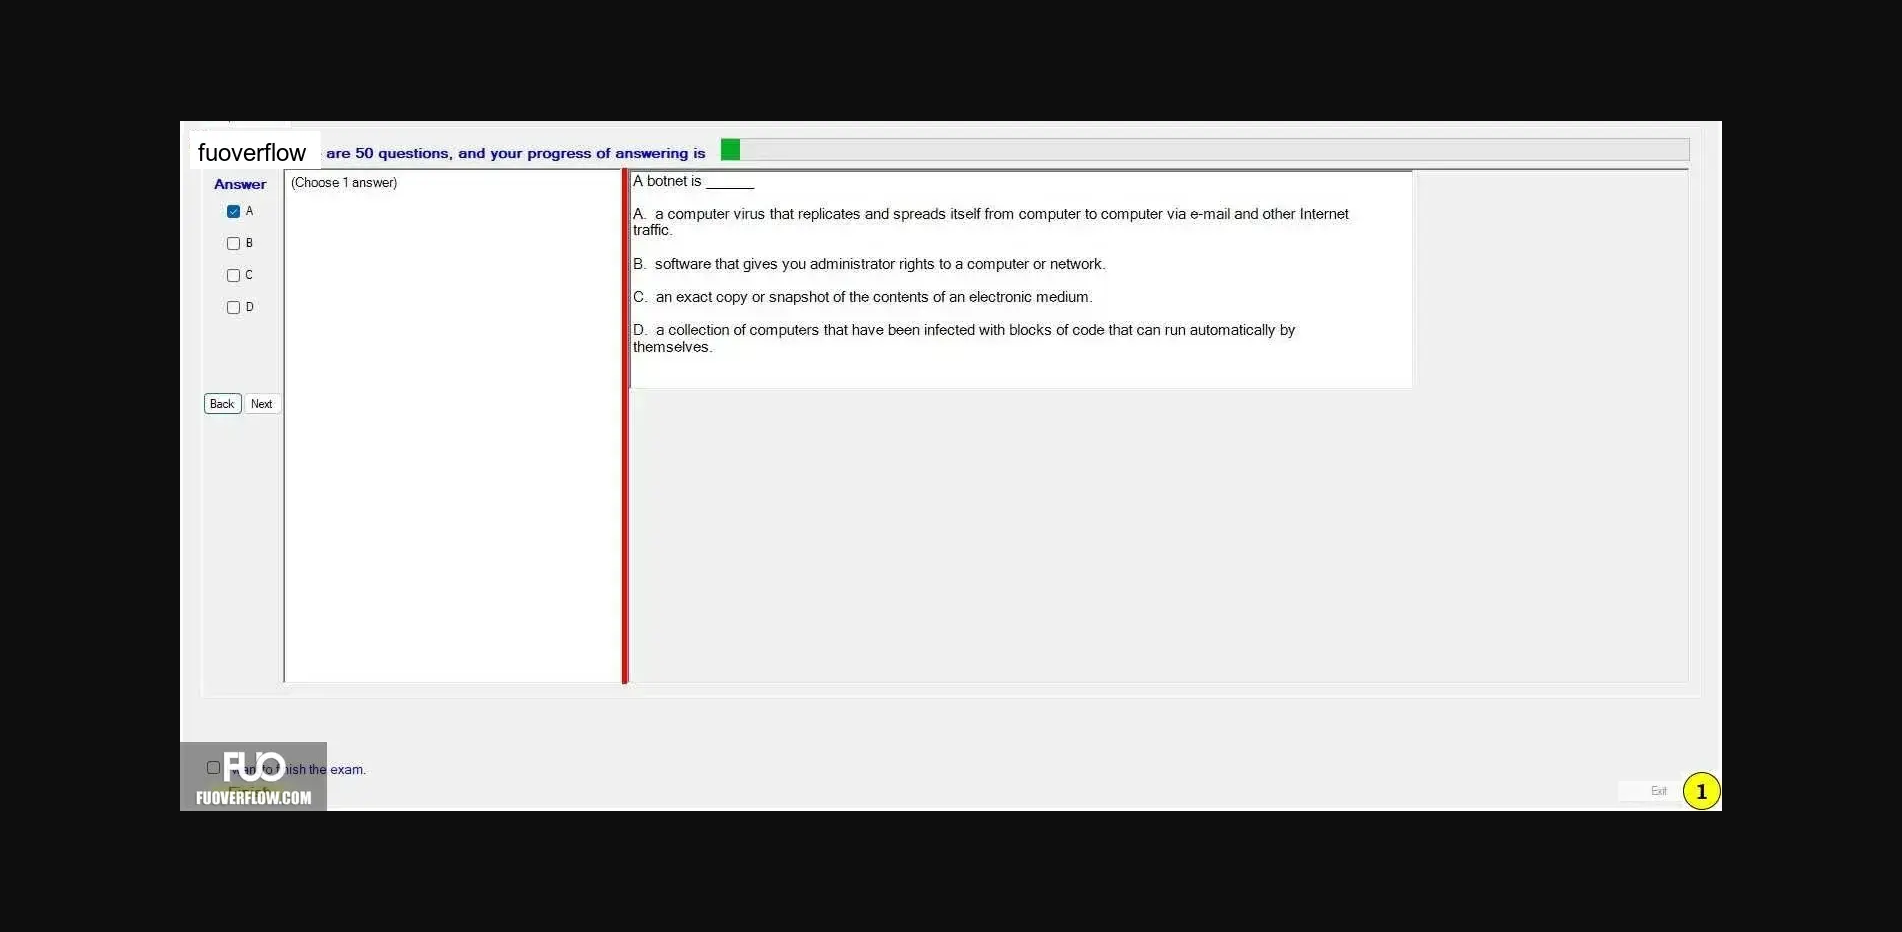 fuoverflow are 50 questions, and your progress of answering is
Answer
(Choose 1 answer)
A
B
C
D
Back Next
A botnet is ______
A. a computer virus that replicates and spreads itself from computer to computer via e-mail and other Internet
traffic.
B. software that gives you administrator rights to a computer or network.
C. an exact copy or snapshot of the contents of an electronic medium.
D. a collection of computers that have been infected with blocks of code that can run automatically by
themselves.
FUO
want to finish the exam.
Finish
FUOVERFLOW.COM
Exit
1